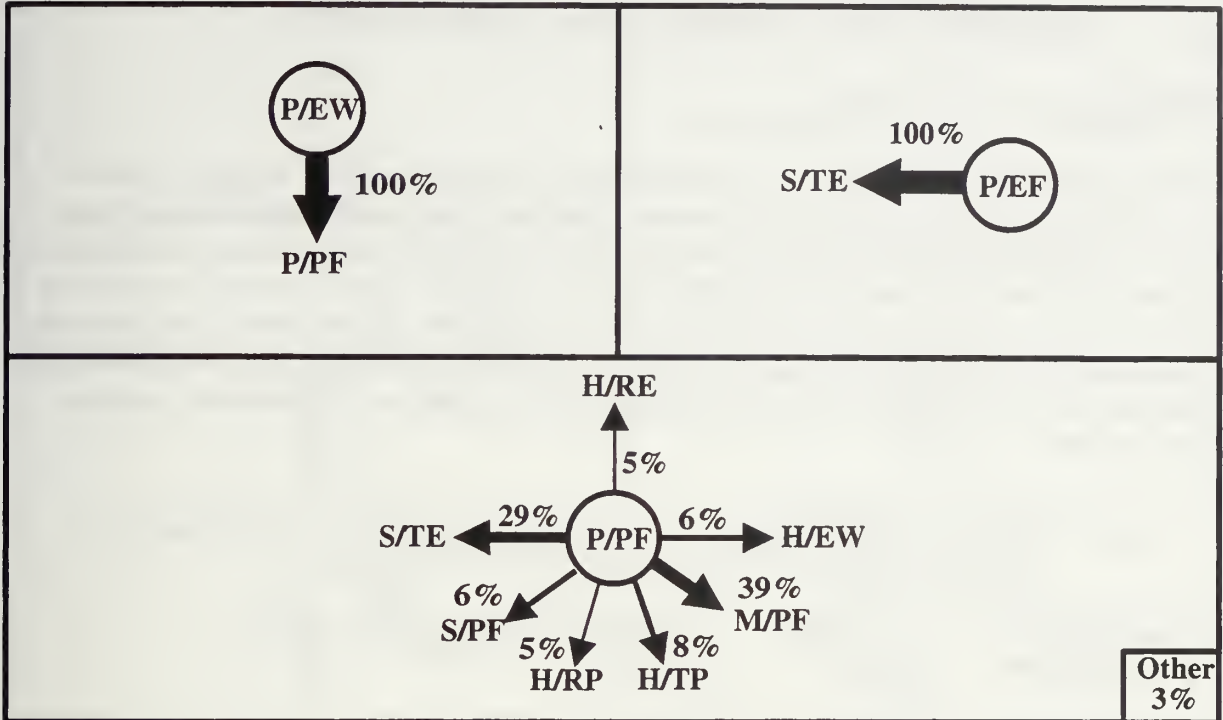 P/EW
100%
P/PF
100%
S/TE
P/EF
H/RE
5%
S/TE
29%
P/PF
6%
H/EW
6%
S/PF
5%
H/RP
8%
H/TP
39%
M/PF
Other
3%